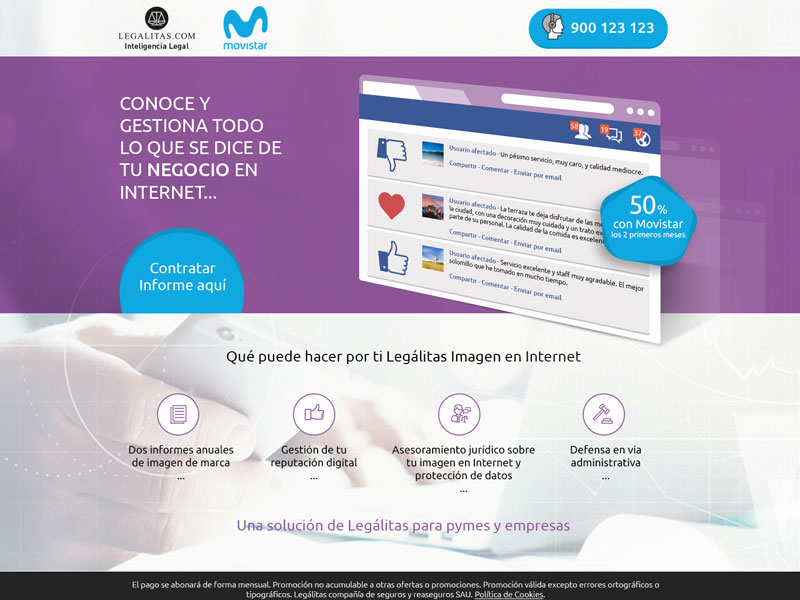 LEGALITAS.COM
Inteligencia Legal
movistar
900 123 123
CONOCE Y
GESTIONA TODO
LO QUE SE DICE DE
TU NEGOCIO EN
INTERNET...
Contratar
Informe aquí
58
19
37
Usuario afectado - Un pésimo servicio, muy caro, y calidad mediocre.
Compartir - Comentar - Enviar por email
Usuario afectado - La terraza te deja disfrutar de las
la ciudad, con una decoración muy cuidada y un trato
parte de su personal. La calidad de la comida es
Compartir - Comentar - Enviar por email
Usuario afectado - Servicio excelente y staff muy agradable. El mejor
solomillo que he tomado en mucho tiempo.
Compartir - Comentar - Enviar por email
50%
con Movistar
los 2 primeros meses
Qué puede hacer por ti Legálitas Imagen en Internet
Dos informes anuales
de imagen de marca
...
Gestión de tu
reputación digital
...
Asesoramiento jurídico sobre
tu imagen en Internet y
protección de datos
...
Defensa en vía
administrativa
...
Una solución de Legálitas para pymes y empresas
El pago se abonará de forma mensual. Promoción no acumulable a otras ofertas o promociones. Promoción válida excepto errores ortográficos o
tipográficos. Legálitas compañía de seguros y reaseguros SAU. Política de Cookies.